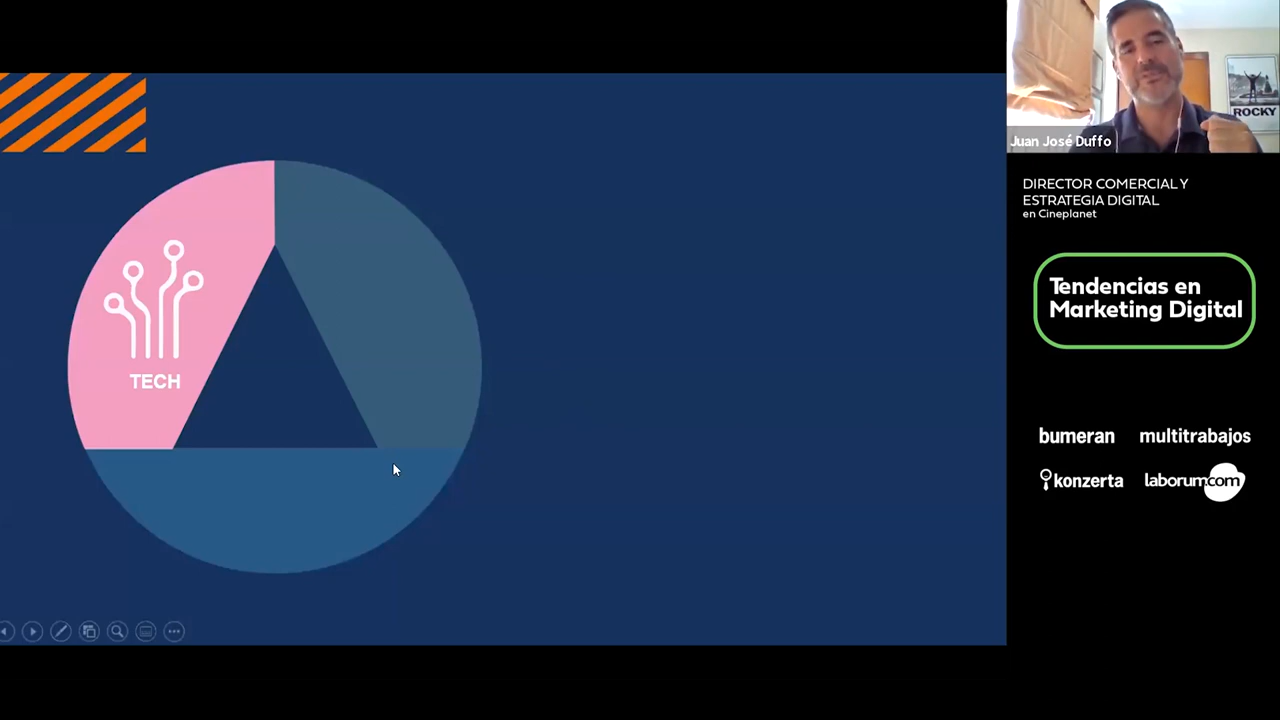 TECH
ROCKY
Juan José Duffo
DIRECTOR COMERCIAL Y
ESTRATEGIA DIGITAL
en Cineplanet
Tendencias en
Marketing Digital
bumeran
multitrabajos
konzerta
laborum.com